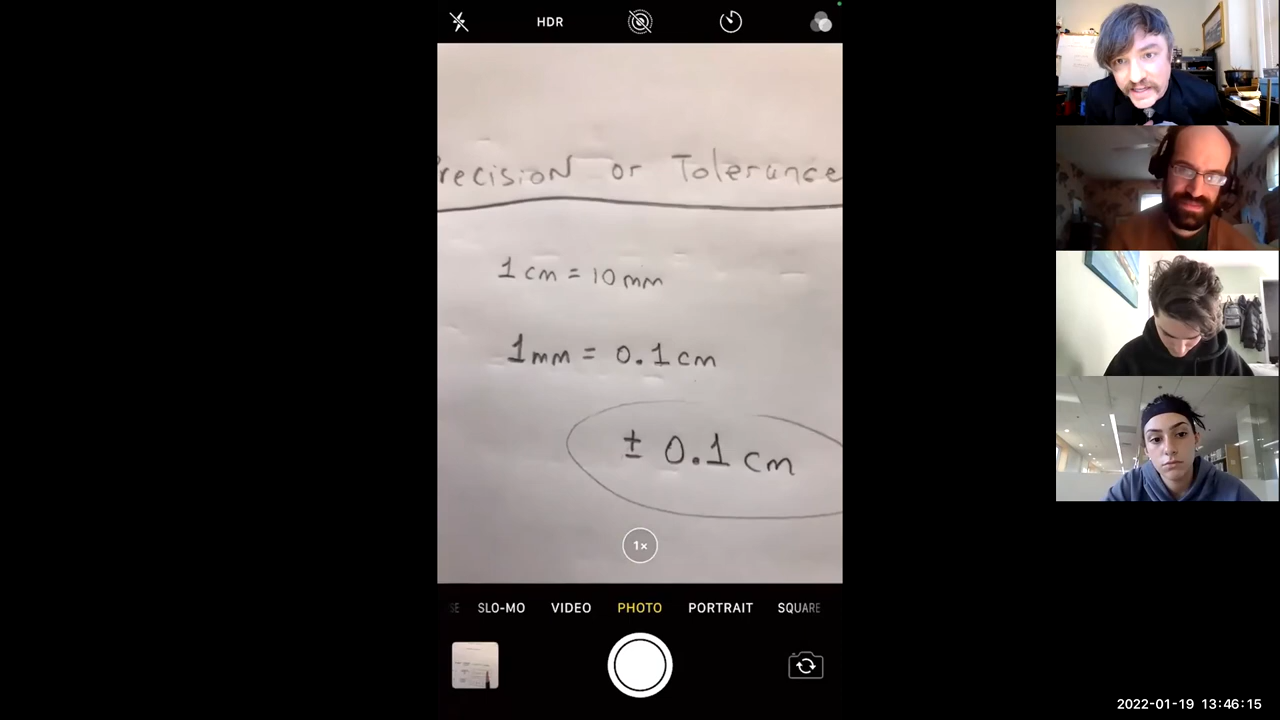 HDR
recision or Tolerance
1 cm = 10 mm
1 mm = 0.1 cm
± 0.1 cm
1×
SLO-MO VIDEO PHOTO PORTRAIT SQUARE
2022-01-19 13:46:15